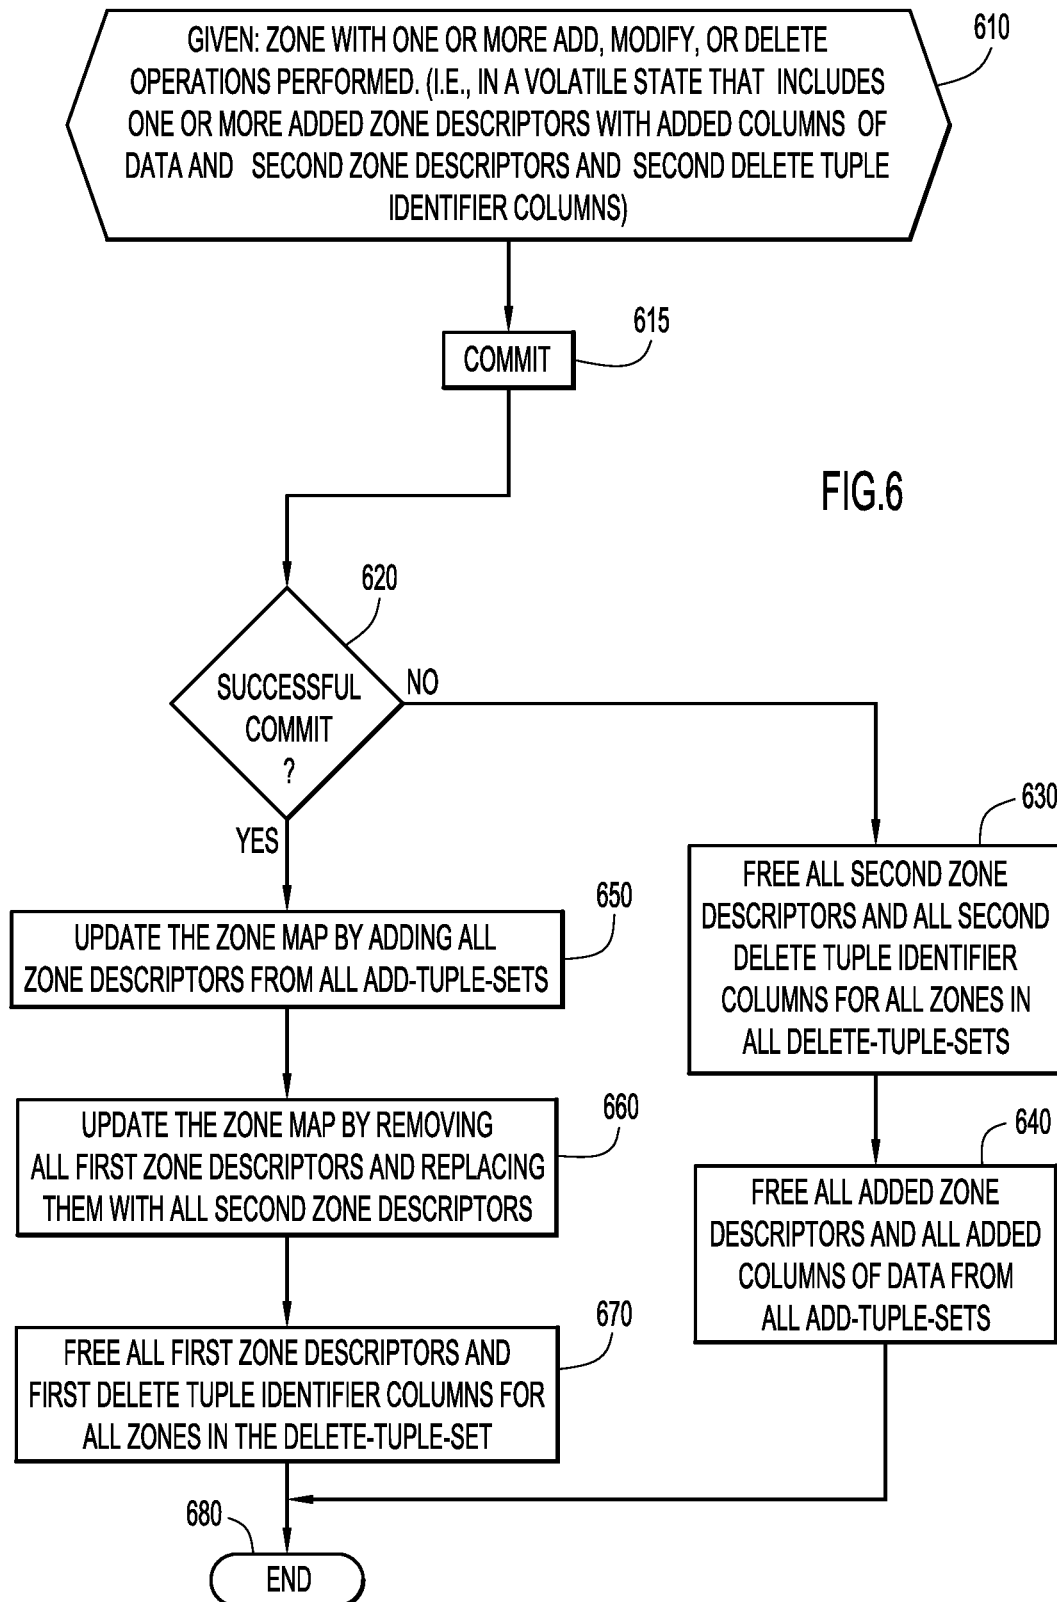 GIVEN: ZONE WITH ONE OR MORE ADD, MODIFY, OR DELETE
OPERATIONS PERFORMED. (I.E., IN A VOLATILE STATE THAT INCLUDES
ONE OR MORE ADDED ZONE DESCRIPTORS WITH ADDED COLUMNS OF
DATA AND SECOND ZONE DESCRIPTORS AND SECOND DELETE TUPLE
IDENTIFIER COLUMNS)
610
COMMIT
615
FIG.6
620
SUCCESSFUL
COMMIT
?
NO
YES
630
FREE ALL SECOND ZONE
DESCRIPTORS AND ALL SECOND
DELETE TUPLE IDENTIFIER
COLUMNS FOR ALL ZONES IN
ALL DELETE-TUPLE-SETS
650
UPDATE THE ZONE MAP BY ADDING ALL
ZONE DESCRIPTORS FROM ALL ADD-TUPLE-SETS
660
UPDATE THE ZONE MAP BY REMOVING
ALL FIRST ZONE DESCRIPTORS AND REPLACING
THEM WITH ALL SECOND ZONE DESCRIPTORS
640
FREE ALL ADDED ZONE
DESCRIPTORS AND ALL ADDED
COLUMNS OF DATA FROM
ALL ADD-TUPLE-SETS
670
FREE ALL FIRST ZONE DESCRIPTORS AND
FIRST DELETE TUPLE IDENTIFIER COLUMNS FOR
ALL ZONES IN THE DELETE-TUPLE-SET
680
END